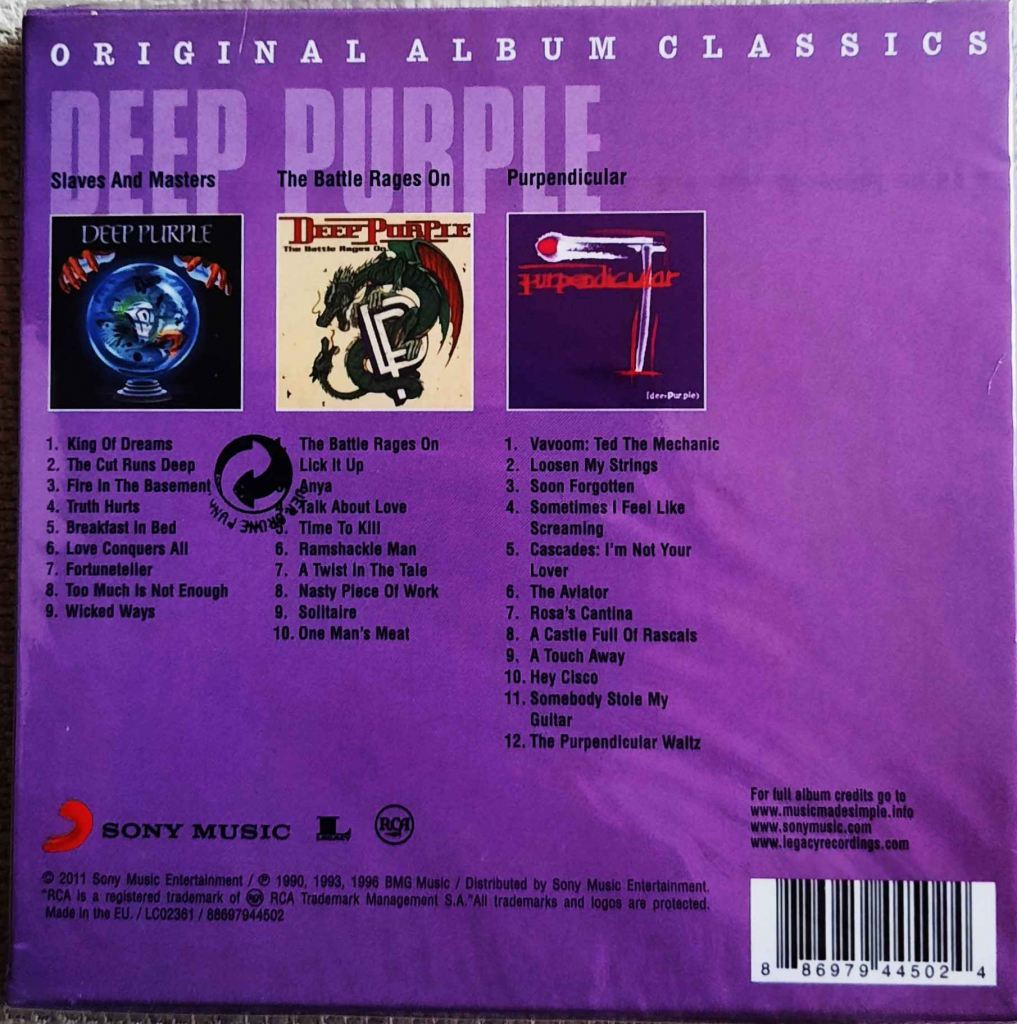 ORIGINAL ALBUM CLASSICS
DEEP PURPLE
Slaves And Masters
The Battle Rages On
Purpendicular
DEEP PURPLE
DEEP PURPLE
The Battle Rages On
Purpendicular
(dee>Purple)
1. King Of Dreams
2. The Cut Runs Deep
3. Fire In The Basement
4. Truth Hurts
5. Breakfast In Bed
6. Love Conquers All
7. Fortuneteller
8. Too Much Is Not Enough
9. Wicked Ways
The Battle Rages On
Lick It Up
Anya
4. Talk About Love
5. Time To Kill
6. Ramshackle Man
7. A Twist In The Tale
8. Nasty Piece Of Work
9. Solitaire
10. One Man's Meat
DER GRÜNE PUNKT
1. Vavoom: Ted The Mechanic
2. Loosen My Strings
3. Soon Forgotten
4. Sometimes I Feel Like
Screaming
5. Cascades: I'm Not Your
Lover
6. The Aviator
7. Rosa's Cantina
8. A Castle Full Of Rascals
9. A Touch Away
10. Hey Cisco
11. Somebody Stole My
Guitar
12. The Purpendicular Waltz
For full album credits go to
www.musicmadesimple.info
www.sonymusic.com
www.legacyrecordings.com
SONY MUSIC
L
LEGACY
RCA
© 2011 Sony Music Entertainment / ℗ 1990, 1993, 1996 BMG Music / Distributed by Sony Music Entertainment.
"RCA is a registered trademark of RCA Trademark Management S.A."All trademarks and logos are protected.
Made in the EU. / LC02361 / 88697944502
8 86979 44502 4